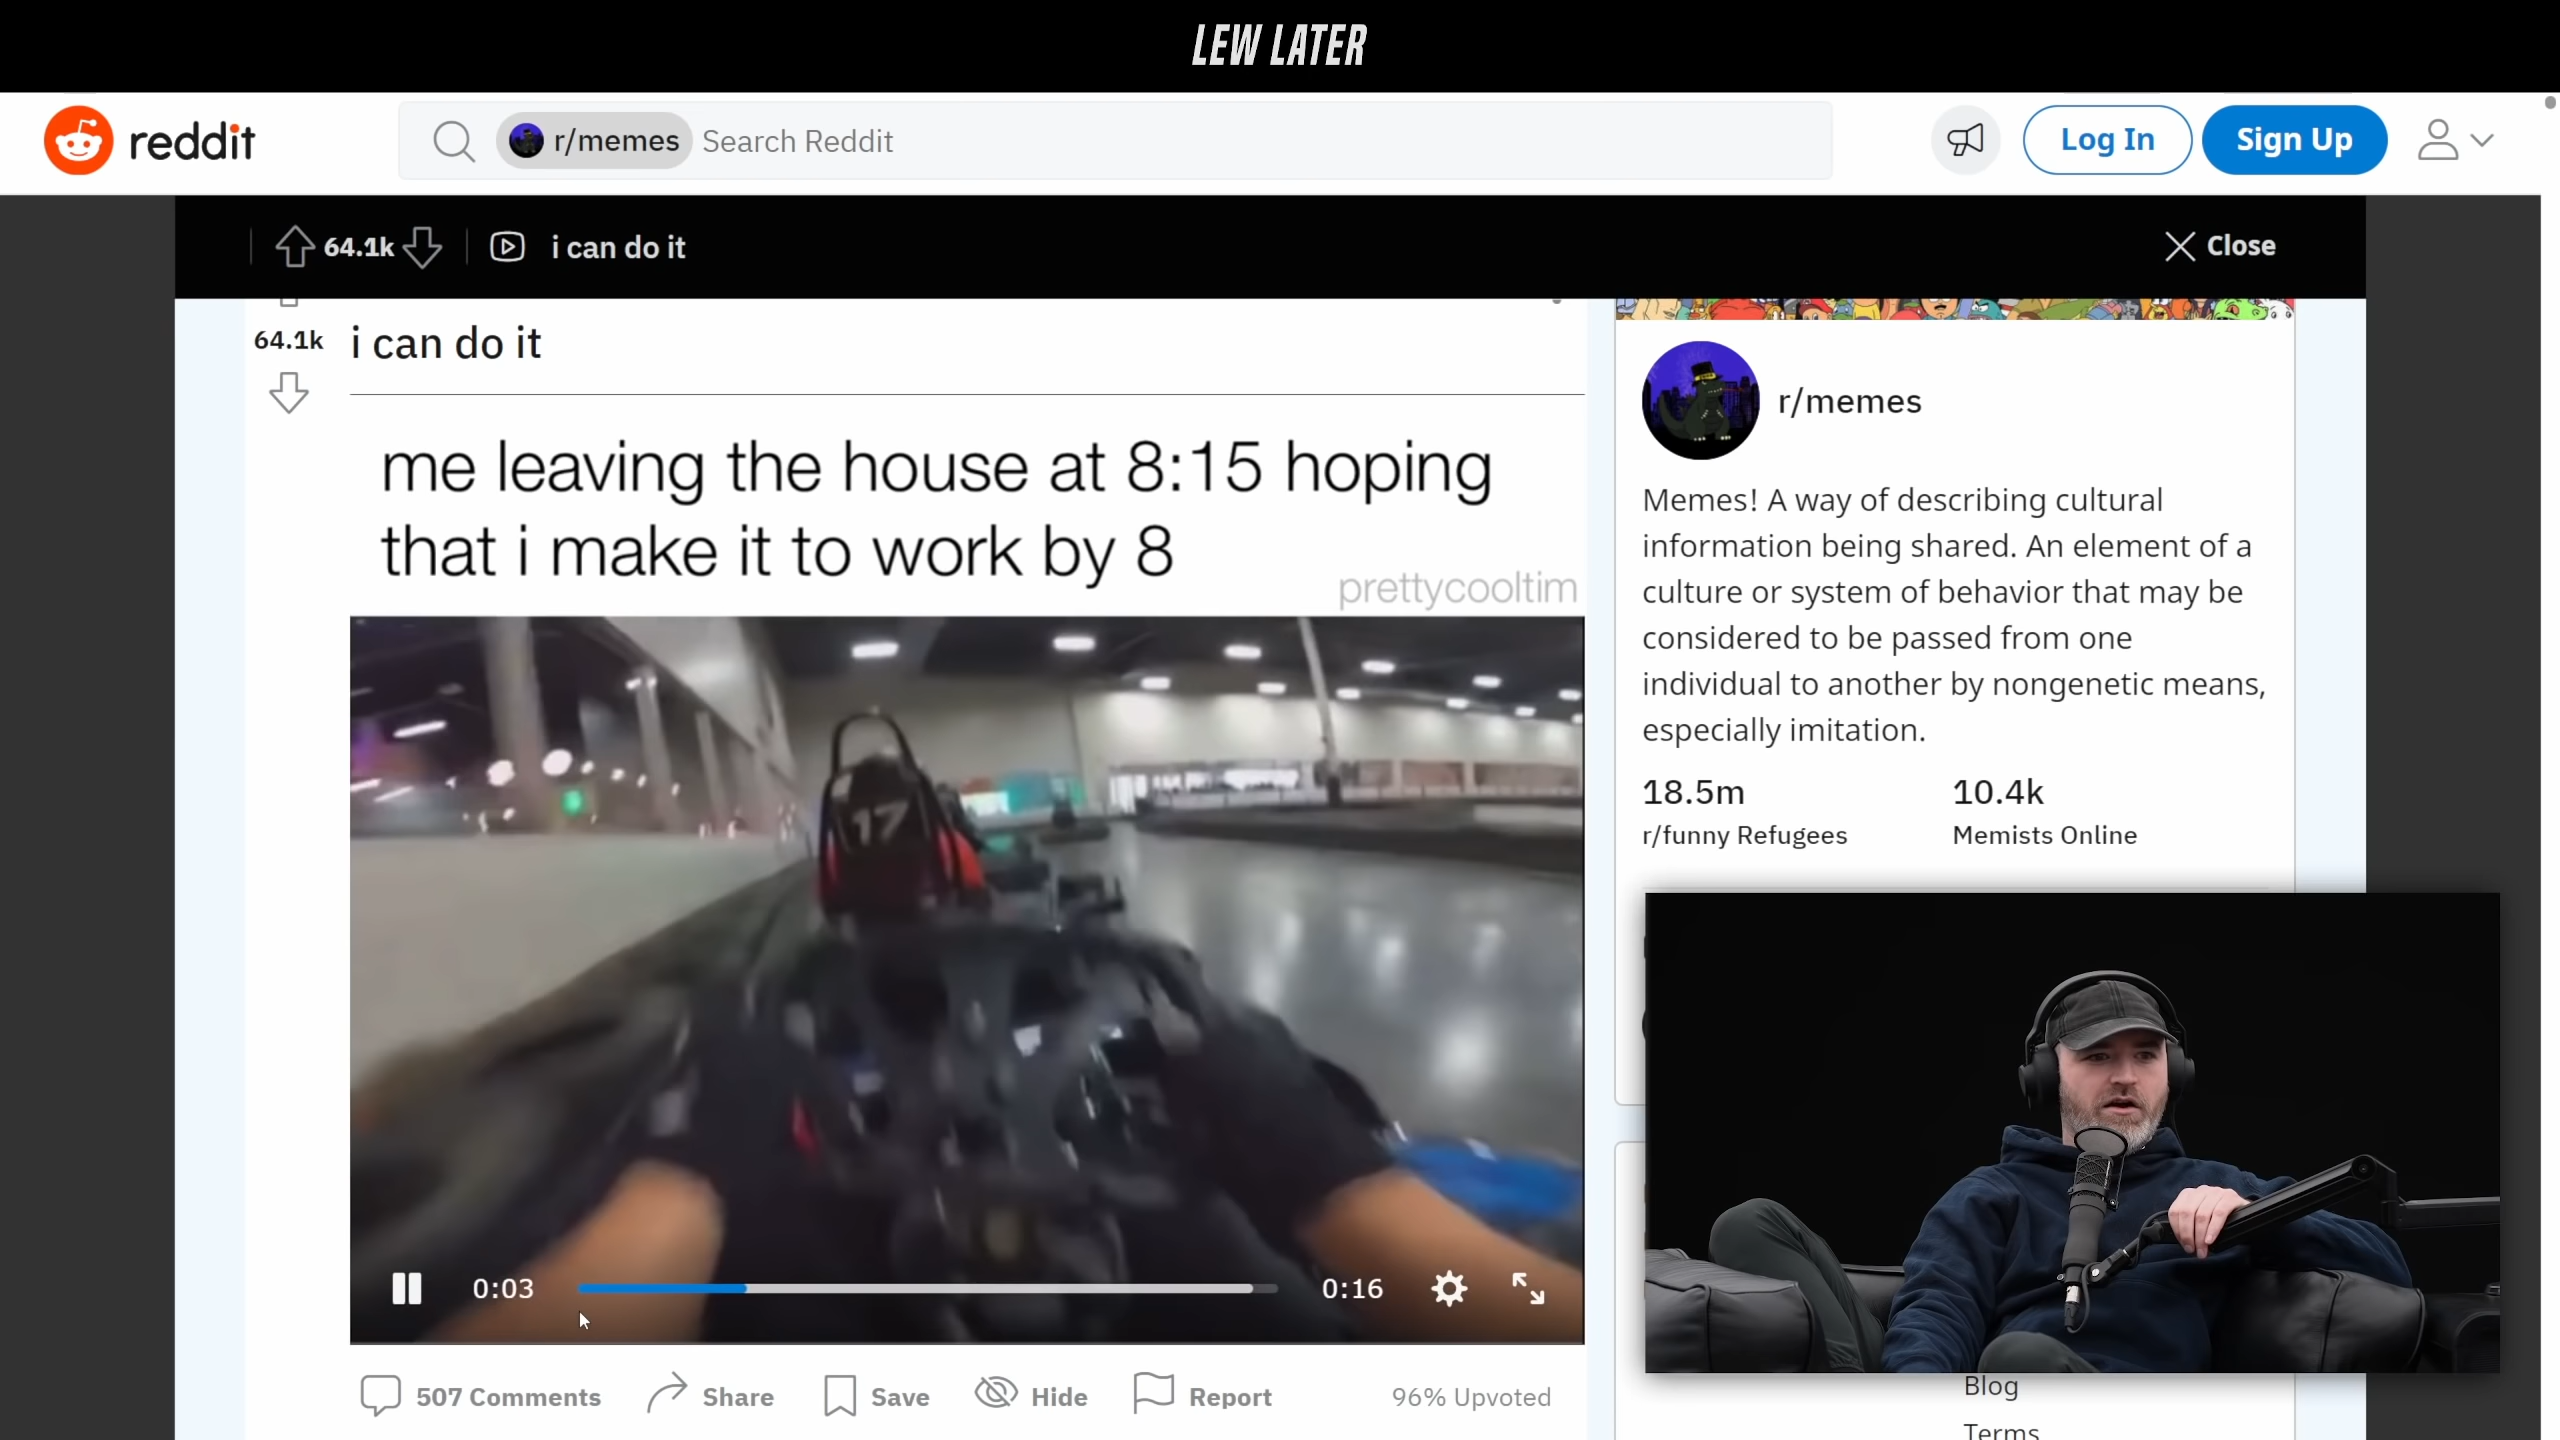 LEW LATER
reddit
r/memes
Search Reddit
Log In
Sign Up
64.1k
i can do it
Close
64.1k
i can do it
me leaving the house at 8:15 hoping
that i make it to work by 8
prettycooltim
17
0:03
0:16
507 Comments
Share
Save
Hide
Report
96% Upvoted
r/memes
Memes! A way of describing cultural
information being shared. An element of a
culture or system of behavior that may be
considered to be passed from one
individual to another by nongenetic means,
especially imitation.
18.5m
10.4k
r/funny Refugees
Memists Online
Blog
Terms